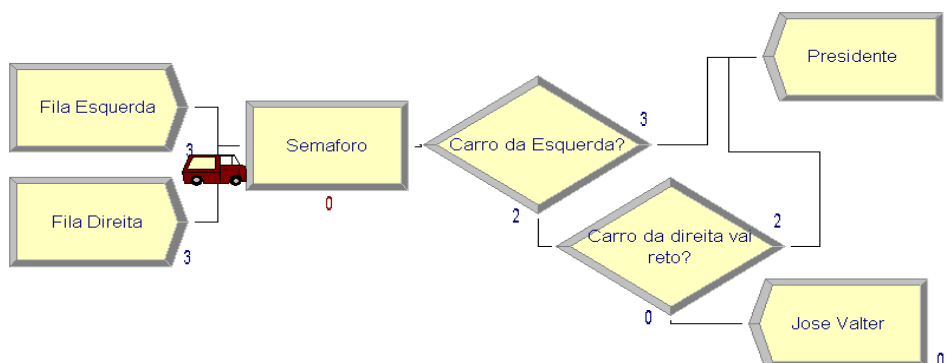 Presidente
Fila Esquerda
3
3
Semaforo
Carro da Esquerda?
0
2
Fila Direita
3
Carro da direita vai
reto?
2
0
Jose Valter
0